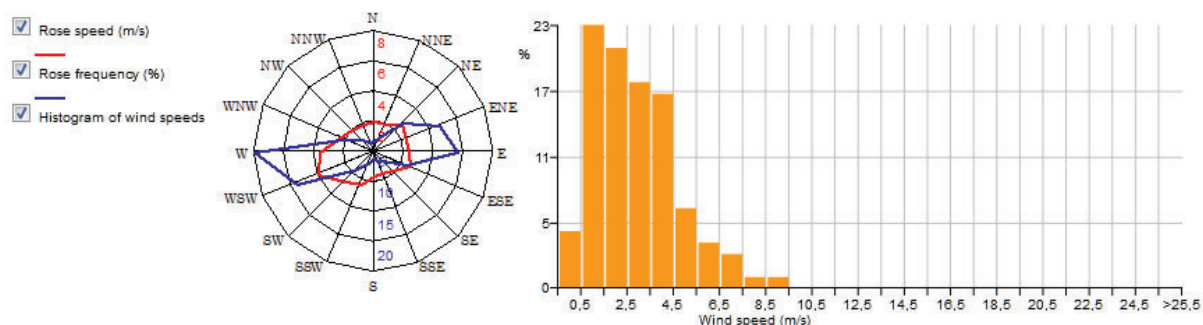 Rose speed (m/s)
Rose frequency (%)
Histogram of wind speeds
N
NNW
NNE
NW
NE
WNW
ENE
W
E
WSW
ESE
SW
SE
SSW
SSE
S
8
6
4
10
15
20
%
23
17
11
5
0
0,5 2,5 4,5 6,5 8,5 10,5 12,5 14,5 16,5 18,5 20,5 22,5 24,5 >25,5
Wind speed (m/s)